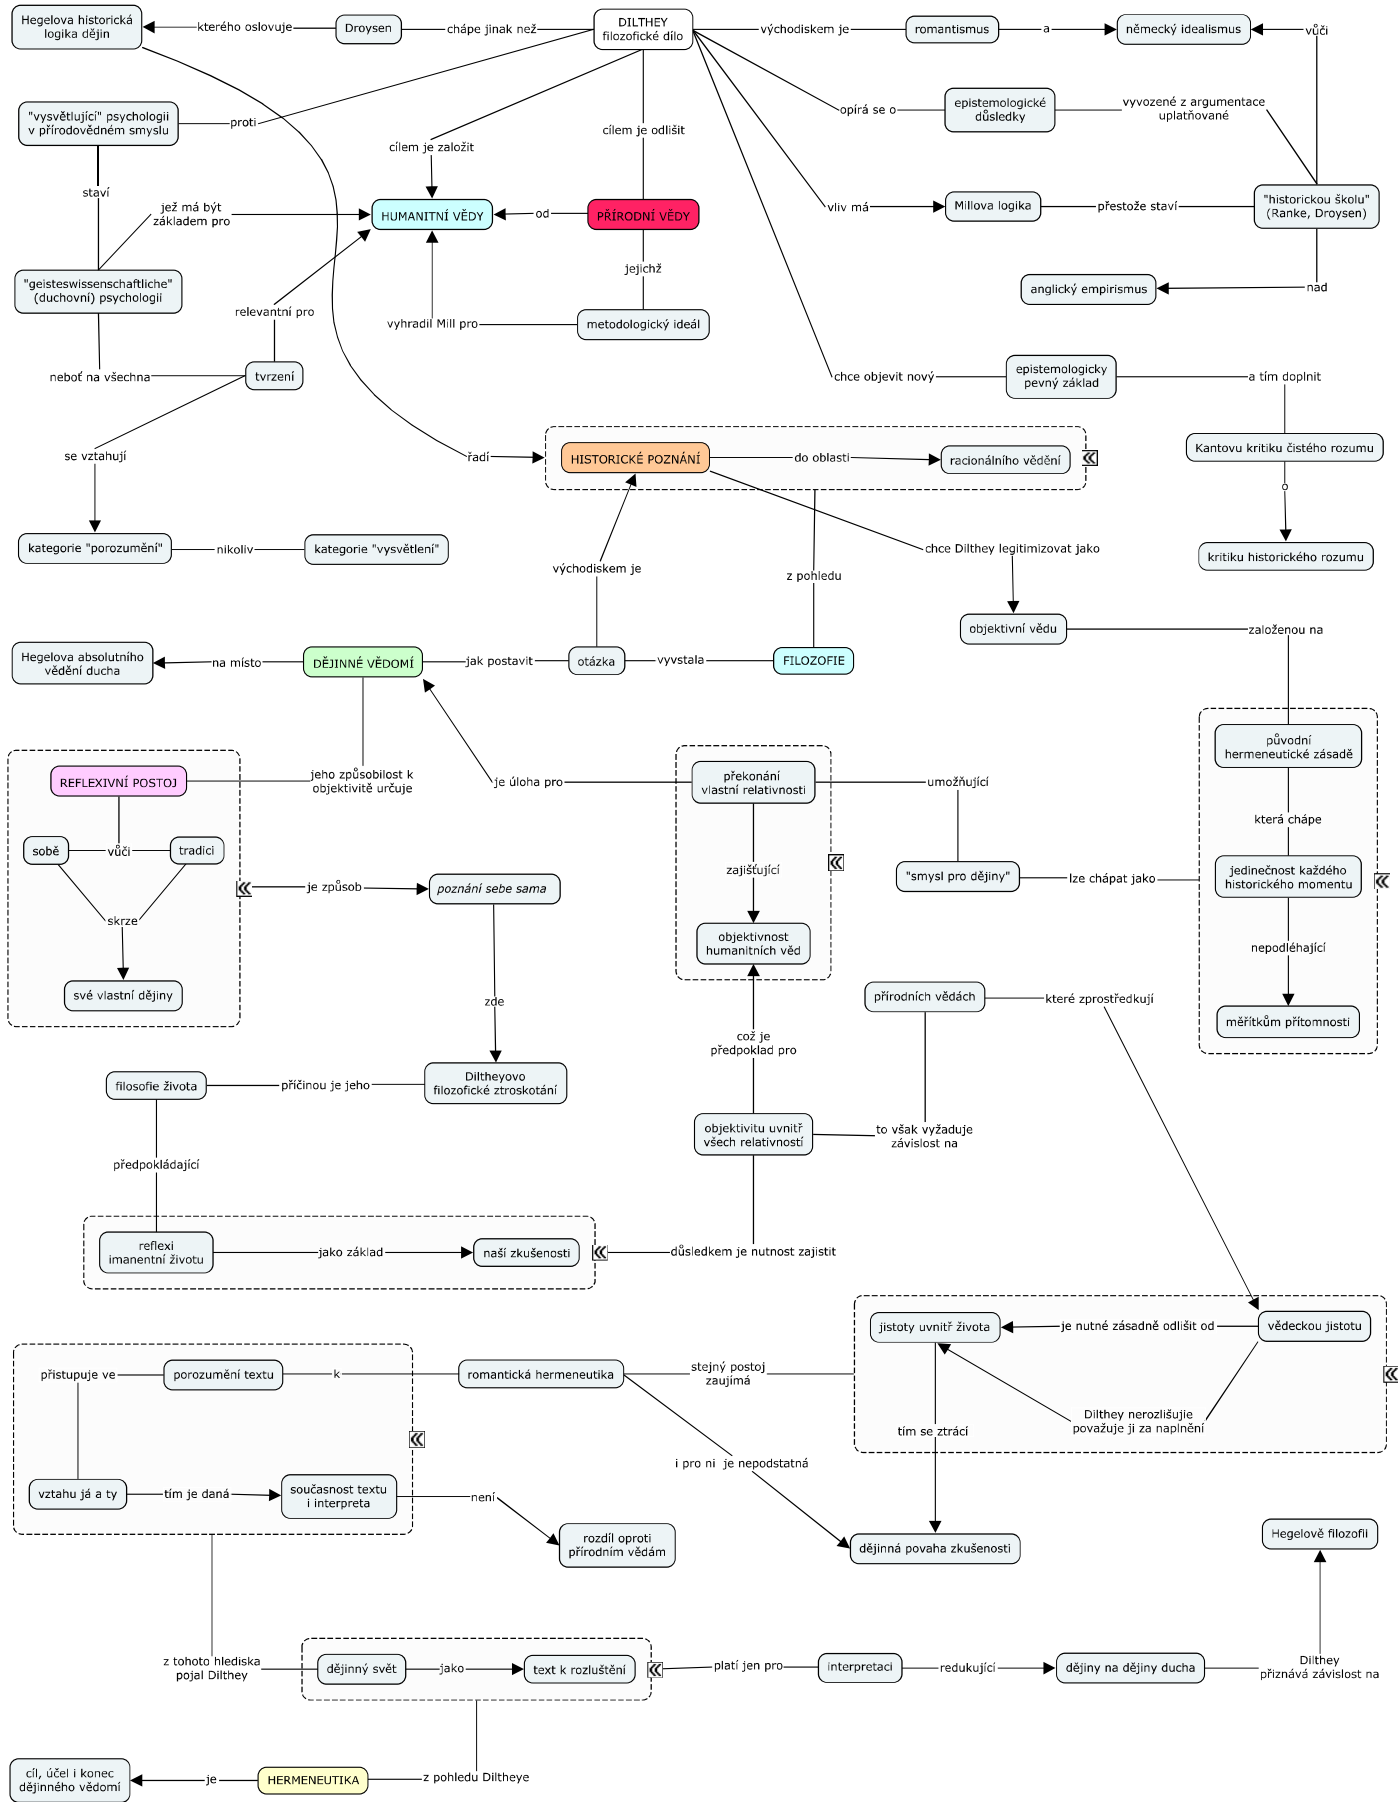 Hegelova historická
logika dějin
kterého oslovuje
Droysen
chápe jinak než
DILTHEY
filozofické dílo
východiskem je
romantismus
a
německý idealismus
vůči
"vysvětlující" psychologii
v přírodovědném smyslu
proti
cílem je odlišit
opírá se o
epistemologické
důsledky
vyvozené z argumentace
uplatňované
cílem je založit
staví
jež má být
základem pro
HUMANITNÍ VĚDY
od
PŘÍRODNÍ VĚDY
vliv má
Millova logika
přestože staví
"historickou školu"
(Ranke, Droysen)
"geisteswissenschaftliche"
(duchovní) psychologii
jejichž
anglický empirismus
nad
relevantní pro
vyhradil Mill pro
metodologický ideál
neboť na všechna
tvrzení
chce objevit nový
epistemologicky
pevný základ
a tím doplnit
se vztahují
řadí
HISTORICKÉ POZNÁNÍ
do oblasti
racionálního vědění
Kantovu kritiku čistého rozumu
o
kategorie "porozumění"
nikoliv
kategorie "vysvětlení"
chce Dilthey legitimizovat jako
kritiku historického rozumu
východiskem je
z pohledu
objektivní vědu
založenou na
Hegelova absolutního
vědění ducha
na místo
DĚJINNÉ VĚDOMÍ
jak postavit
otázka
vyvstala
FILOZOFIE
původní
hermeneutické zásadě
REFLEXIVNÍ POSTOJ
jeho způsobilost k
objektivitě určuje
je úloha pro
překonání
vlastní relativnosti
umožňující
která chápe
sobě
vůči
tradici
zajišťující
"smysl pro dějiny"
lze chápat jako
jedinečnost každého
historického momentu
je způsob
poznání sebe sama
skrze
objektivnost
humanitních věd
nepodléhající
své vlastní dějiny
zde
přírodních vědách
které zprostředkují
měřítkům přítomnosti
což je
předpoklad pro
filosofie života
příčinou je jeho
Diltheyovo
filozofické ztroskotání
objektivitu uvnitř
všech relativností
to však vyžaduje
závislost na
předpokládající
reflexi
imanentní životu
jako základ
naší zkušenosti
důsledkem je nutnost zajistit
jistoty uvnitř života
je nutné zásadně odlišit od
vědeckou jistotu
přistupuje ve
porozumění textu
k
romantická hermeneutika
stejný postoj
zaujímá
Dilthey nerozlišujie
považuje ji za naplnění
tím se ztrácí
i pro ni  je nepodstatná
vztahu já a ty
tím je daná
současnost textu
i interpreta
není
rozdíl oproti
přírodním vědám
dějinná povaha zkušenosti
Hegelově filozofii
z tohoto hlediska
pojal Dilthey
dějinný svět
jako
text k rozluštění
platí jen pro
interpretaci
redukující
dějiny na dějiny ducha
Dilthey
přiznává závislost na
cíl, účel i konec
dějinného vědomí
je
HERMENEUTIKA
z pohledu Diltheye